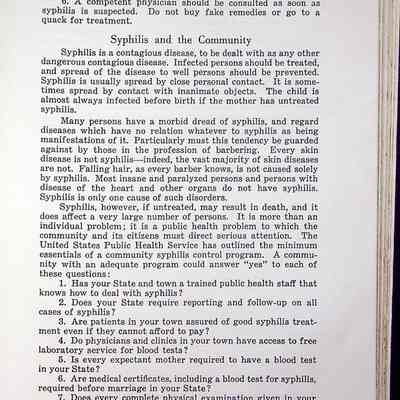 6. A competent physician should be consulted as soon as
syphilis is suspected. Do not buy fake remedies or go to a
quack for treatment.
Syphilis and the Community
Syphilis is a contagious disease, to be dealt with as any other
dangerous contagious disease. Infected persons should be treated,
and spread of the disease to well persons should be prevented.
Syphilis is usually spread by close personal contact. It is some-
times spread by contact with inanimate objects. The child is
almost always infected before birth if the mother has untreated
syphilis.
Many persons have a morbid dread of syphilis, and regard
diseases which have no relation whatever to syphilis as being
manifestations of it. Particularly must this tendency be guarded
against by those in the profession of barbering. Every skin
disease is not syphilis—indeed, the vast majority of skin diseases
are not. Falling hair, as every barber knows, is not caused solely
by syphilis. Most insane and paralyzed persons and persons with
disease of the heart and other organs do not have syphilis.
Syphilis is only one cause of such disorders.
Syphilis, however, if untreated, may result in death, and it
does affect a very large number of persons. It is more than an
individual problem; it is a public health problem to which the
community and its citizens must direct serious attention. The
United States Public Health Service has outlined the minimum
essentials of a community syphilis control program. A commu-
nity with an adequate program could answer "yes" to each of
these questions:
1. Has your State and town a trained public health staff that
knows how to deal with syphilis?
2. Does your State require reporting and follow-up on all
cases of syphilis?
3. Are patients in your town assured of good syphilis treat-
ment even if they cannot afford to pay?
4. Do physicians and clinics in your town have access to free
laboratory service for blood tests?
5. Is every expectant mother required to have a blood test
in your State?
6. Are medical certificates, including a blood test for syphilis,
required before marriage in your State?
7. Does every complete physical examination given in your